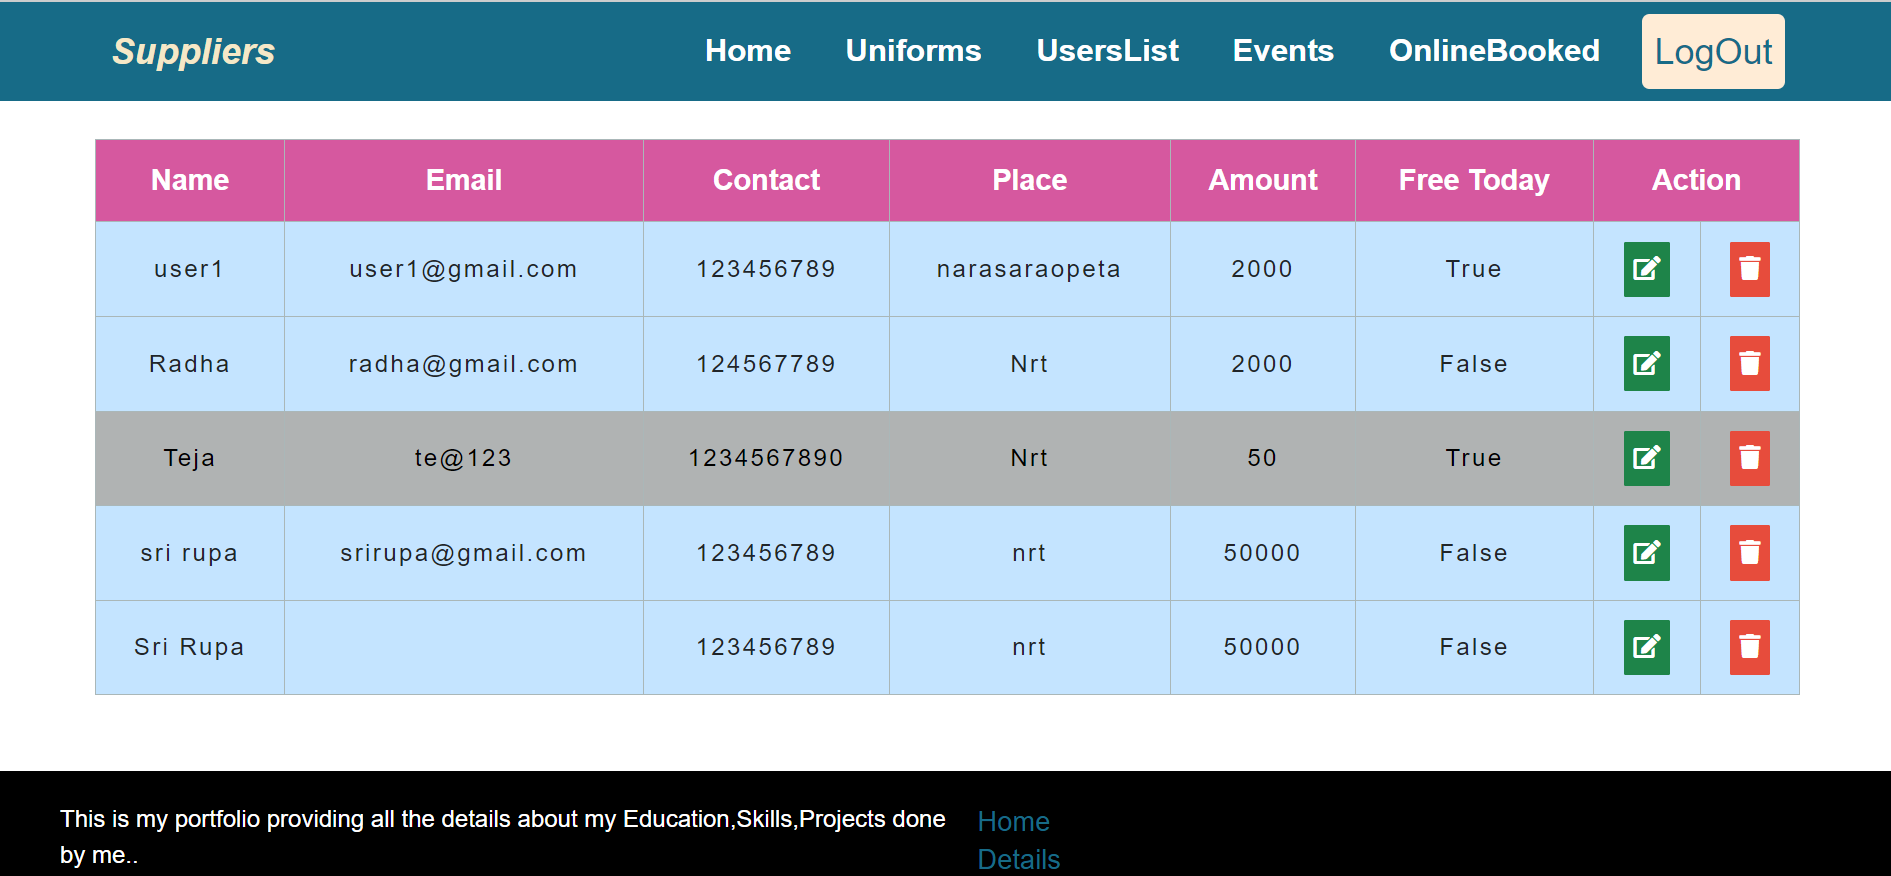 Suppliers Home Uniforms UsersList Events OnlineBooked LogOut
Name Email Contact Place Amount Free Today Action
user1 user1@gmail.com 123456789 narasaraopeta 2000 True
Radha radha@gmail.com 124567789 Nrt 2000 False
Teja te@123 1234567890 Nrt 50 True
sri rupa srirupa@gmail.com 123456789 nrt 50000 False
Sri Rupa 123456789 nrt 50000 False
This is my portfolio providing all the details about my Education,Skills,Projects done
by me..
Home
Details